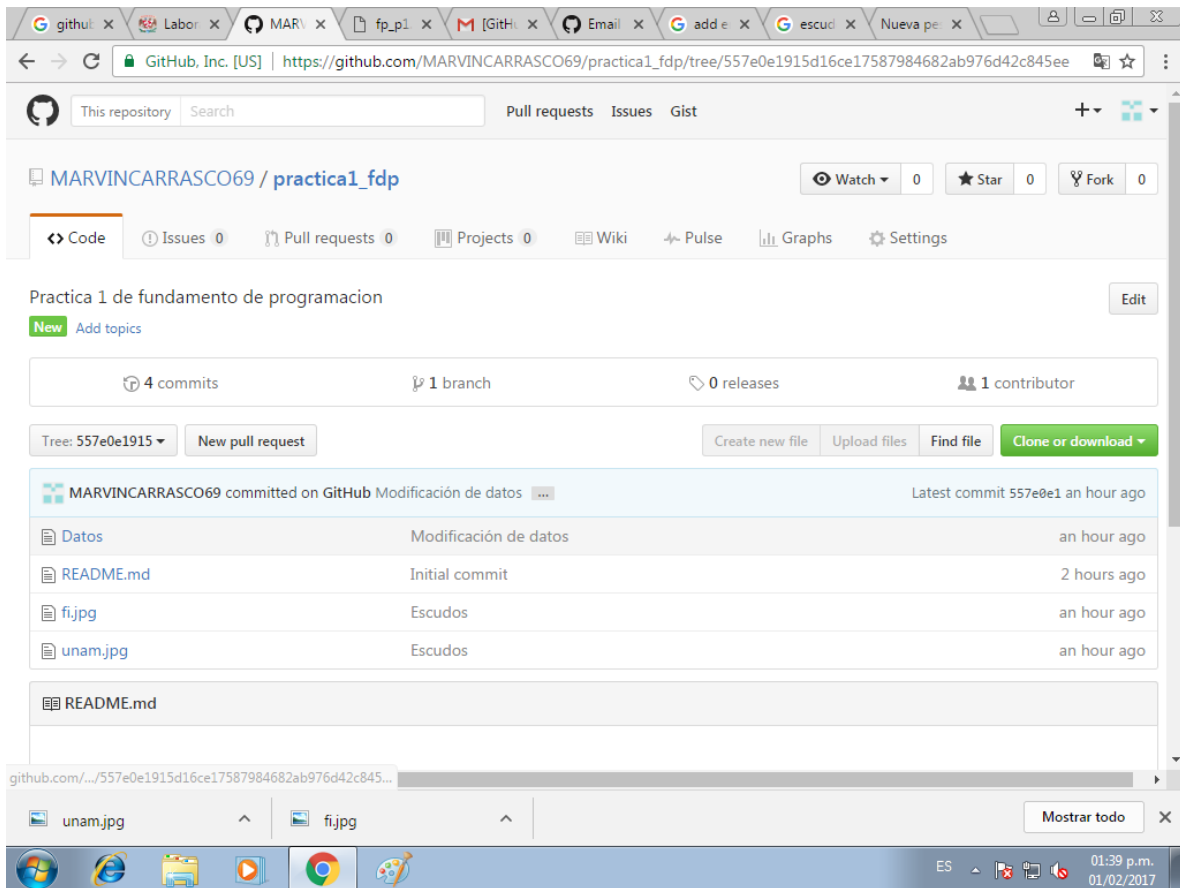 github Labor MARV fp_p1. [GitHu Email add e escud Nueva pe
GitHub, Inc. [US] https://github.com/MARVINCARRASCO69/practica1_fdp/tree/557e0e1915d16ce17587984682ab976d42c845ee
This repository Search Pull requests Issues Gist
MARVINCARRASCO69 / practica1_fdp Watch 0 Star 0 Fork 0
Code Issues 0 Pull requests 0 Projects 0 Wiki Pulse Graphs Settings
Practica 1 de fundamento de programacion Edit
New Add topics
4 commits 1 branch 0 releases 1 contributor
Tree: 557e0e1915 New pull request Create new file Upload files Find file Clone or download
MARVINCARRASCO69 committed on GitHub Modificación de datos ... Latest commit 557e0e1 an hour ago
Datos Modificación de datos an hour ago
README.md Initial commit 2 hours ago
fi.jpg Escudos an hour ago
unam.jpg Escudos an hour ago
README.md
github.com/.../557e0e1915d16ce17587984682ab976d42c845...
unam.jpg fi.jpg Mostrar todo
ES 01:39 p.m.
01/02/2017